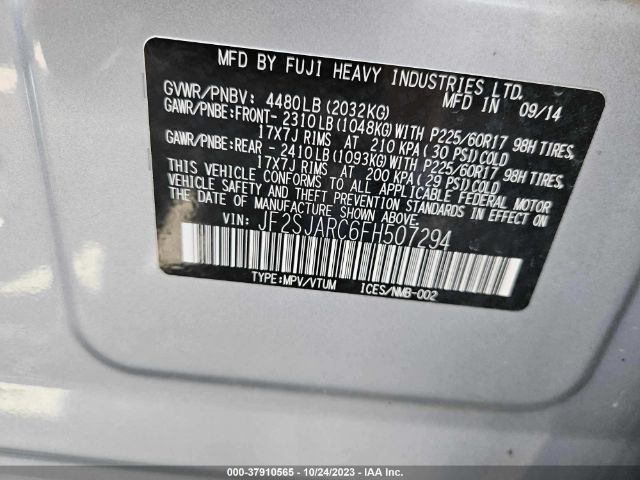 MFD BY FUJI HEAVY INDUSTRIES LTD.
GVWR/PNBV: 4480LB(2032KG) MFD IN 09/14
GAWR/PNBE:FRONT- 2310LB(1048KG)WITH P225/60R17 98H TIRES,
17X7J RIMS AT 210 KPA(30 PSI)COLD
GAWR/PNBE:REAR - 2410LB(1093KG)WITH P225/60R17 98H TIRES,
17X7J RIMS AT 200 KPA(29 PSI)COLD
THIS VEHICLE CONFORMS TO ALL APPLICABLE FEDERAL MOTOR
VEHICLE SAFETY AND THEFT PREVENTION STANDARDS IN EFFECT ON
THE DATE OF MANUFACTURE SHOWN ABOVE.
VIN: JF2SJARC6FH507294
TYPE:MPV/VTUM ICES/NMB-002
000-37910565 - 10/24/2023 - IAA Inc.